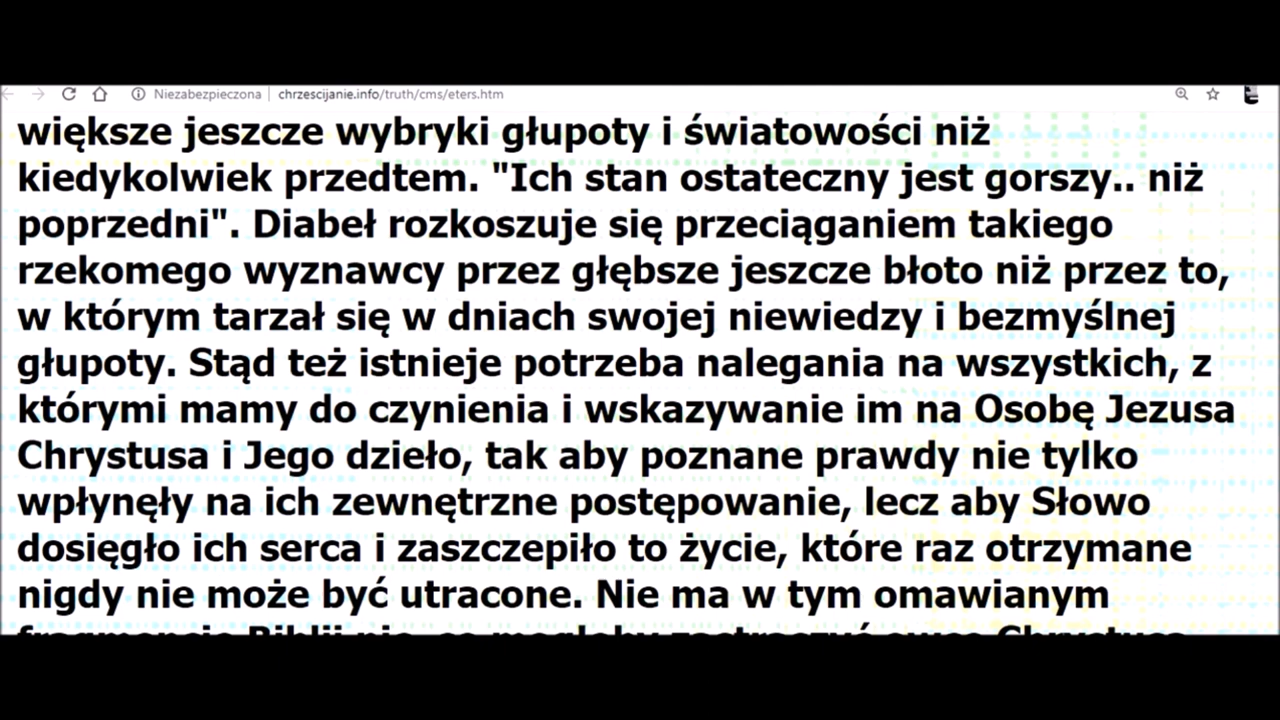 Niezabezpieczona | chrzescijanie.info/truth/cms/eters.htm
większe jeszcze wybryki głupoty i światowości niż
kiedykolwiek przedtem. "Ich stan ostateczny jest gorszy.. niż
poprzedni". Diabeł rozkoszuje się przeciąganiem takiego
rzekomego wyznawcy przez głębsze jeszcze błoto niż przez to,
w którym tarzał się w dniach swojej niewiedzy i bezmyślnej
głupoty. Stąd też istnieje potrzeba nalegania na wszystkich, z
którymi mamy do czynienia i wskazywanie im na Osobę Jezusa
Chrystusa i Jego dzieło, tak aby poznane prawdy nie tylko
wpłynęły na ich zewnętrzne postępowanie, lecz aby Słowo
dosięgło ich serca i zaszczepiło to życie, które raz otrzymane
nigdy nie może być utracone. Nie ma w tym omawianym